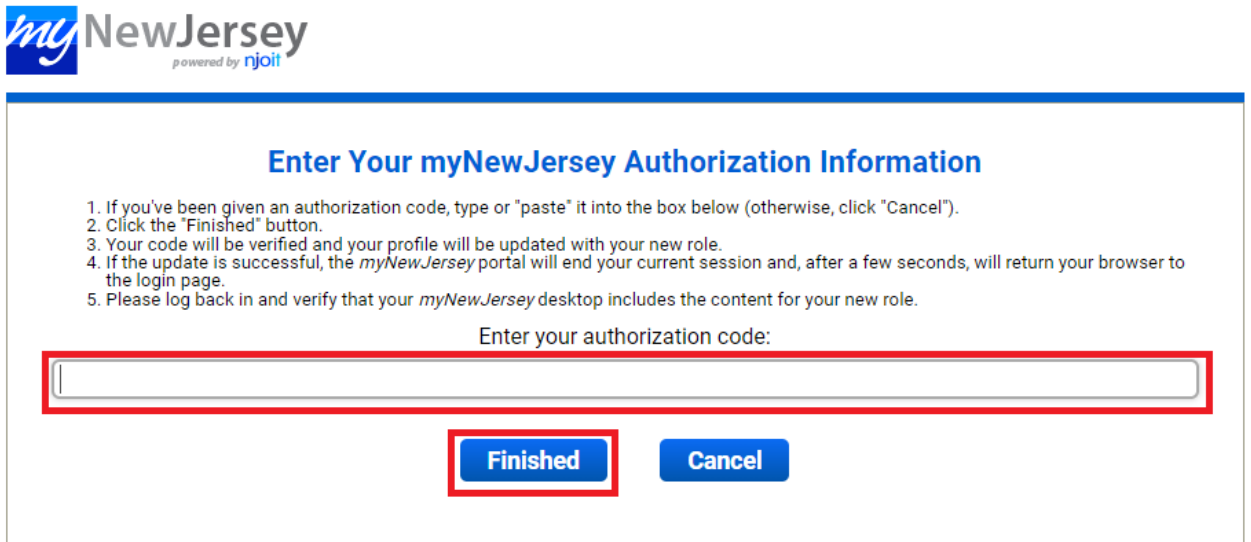 my NewJersey
powered by njoit
Enter Your myNewJersey Authorization Information
1. If you've been given an authorization code, type or "paste" it into the box below (otherwise, click "Cancel").
2. Click the "Finished" button.
3. Your code will be verified and your profile will be updated with your new role.
4. If the update is successful, the myNewJersey portal will end your current session and, after a few seconds, will return your browser to
the login page.
5. Please log back in and verify that your myNewJersey desktop includes the content for your new role.
Enter your authorization code:
Finished Cancel